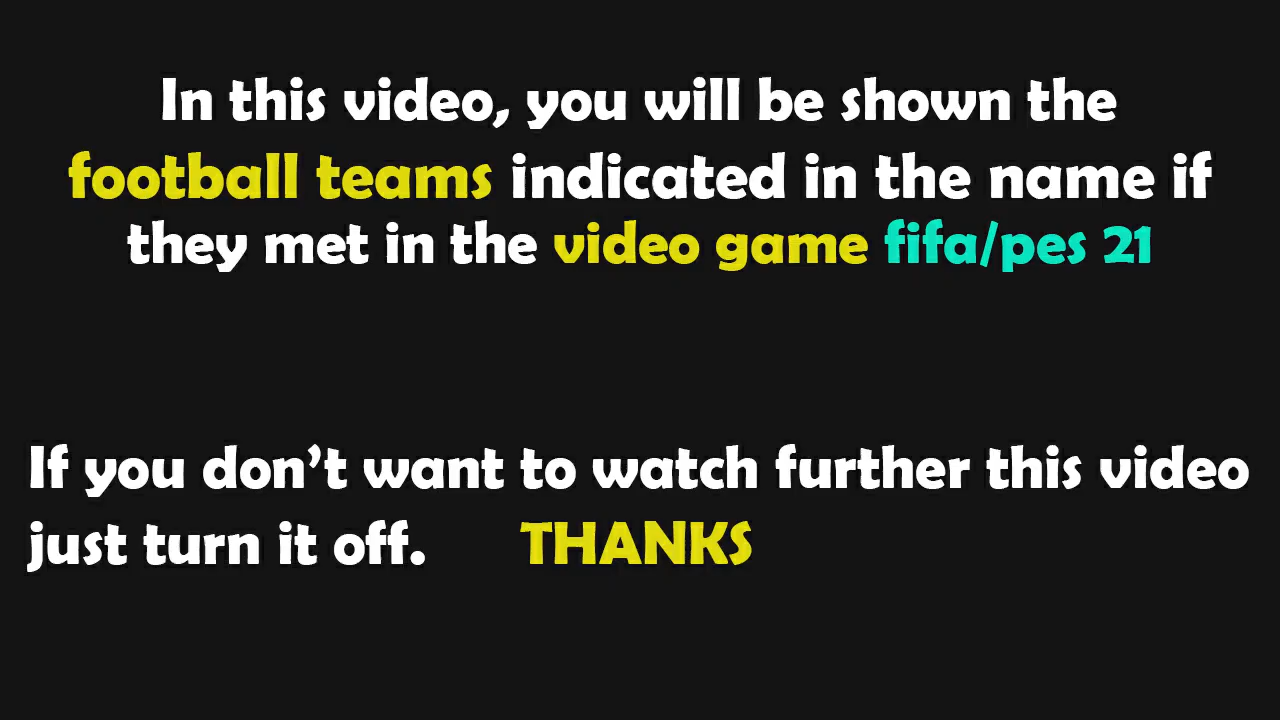 In this video, you will be shown the
football teams indicated in the name if
they met in the video game fifa/pes 21
If you don’t want to watch further this video
just turn it off. THANKS